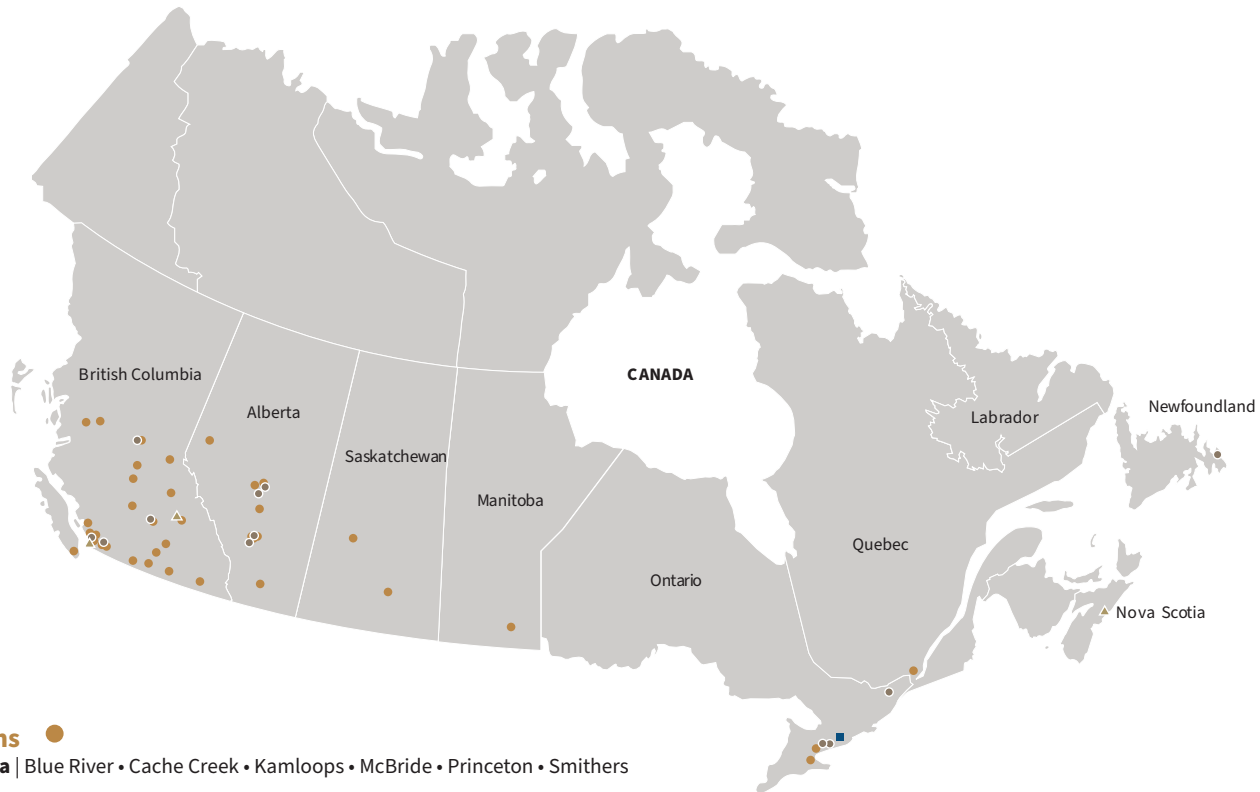 British Columbia
CANADA
Alberta
Newfoundland
Labrador
Saskatchewan
Manitoba
Quebec
Ontario
Nova Scotia
ns
a | Blue River • Cache Creek • Kamloops • McBride • Princeton • Smithers